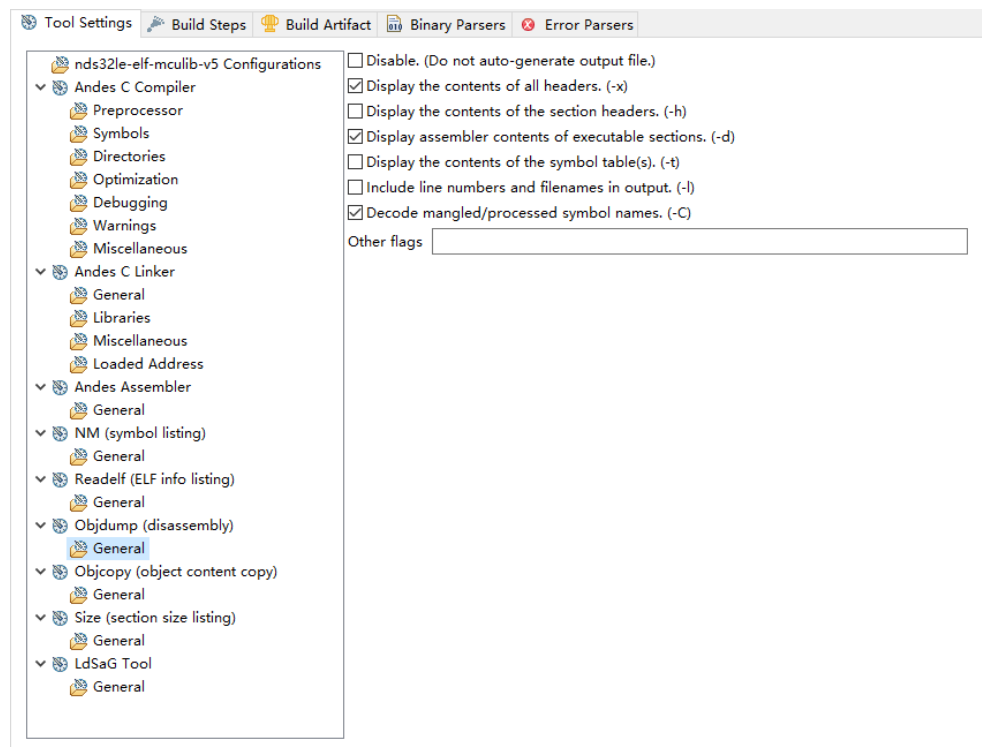 Tool Settings Build Steps Build Artifact Binary Parsers Error Parsers
nds32le-elf-mculib-v5 Configurations
Andes C Compiler
Preprocessor
Symbols
Directories
Optimization
Debugging
Warnings
Miscellaneous
Andes C Linker
General
Libraries
Miscellaneous
Loaded Address
Andes Assembler
General
NM (symbol listing)
General
Readelf (ELF info listing)
General
Objdump (disassembly)
General
Objcopy (object content copy)
General
Size (section size listing)
General
LdSaG Tool
General
Disable. (Do not auto-generate output file.)
Display the contents of all headers. (-x)
Display the contents of the section headers. (-h)
Display assembler contents of executable sections. (-d)
Display the contents of the symbol table(s). (-t)
Include line numbers and filenames in output. (-l)
Decode mangled/processed symbol names. (-C)
Other flags